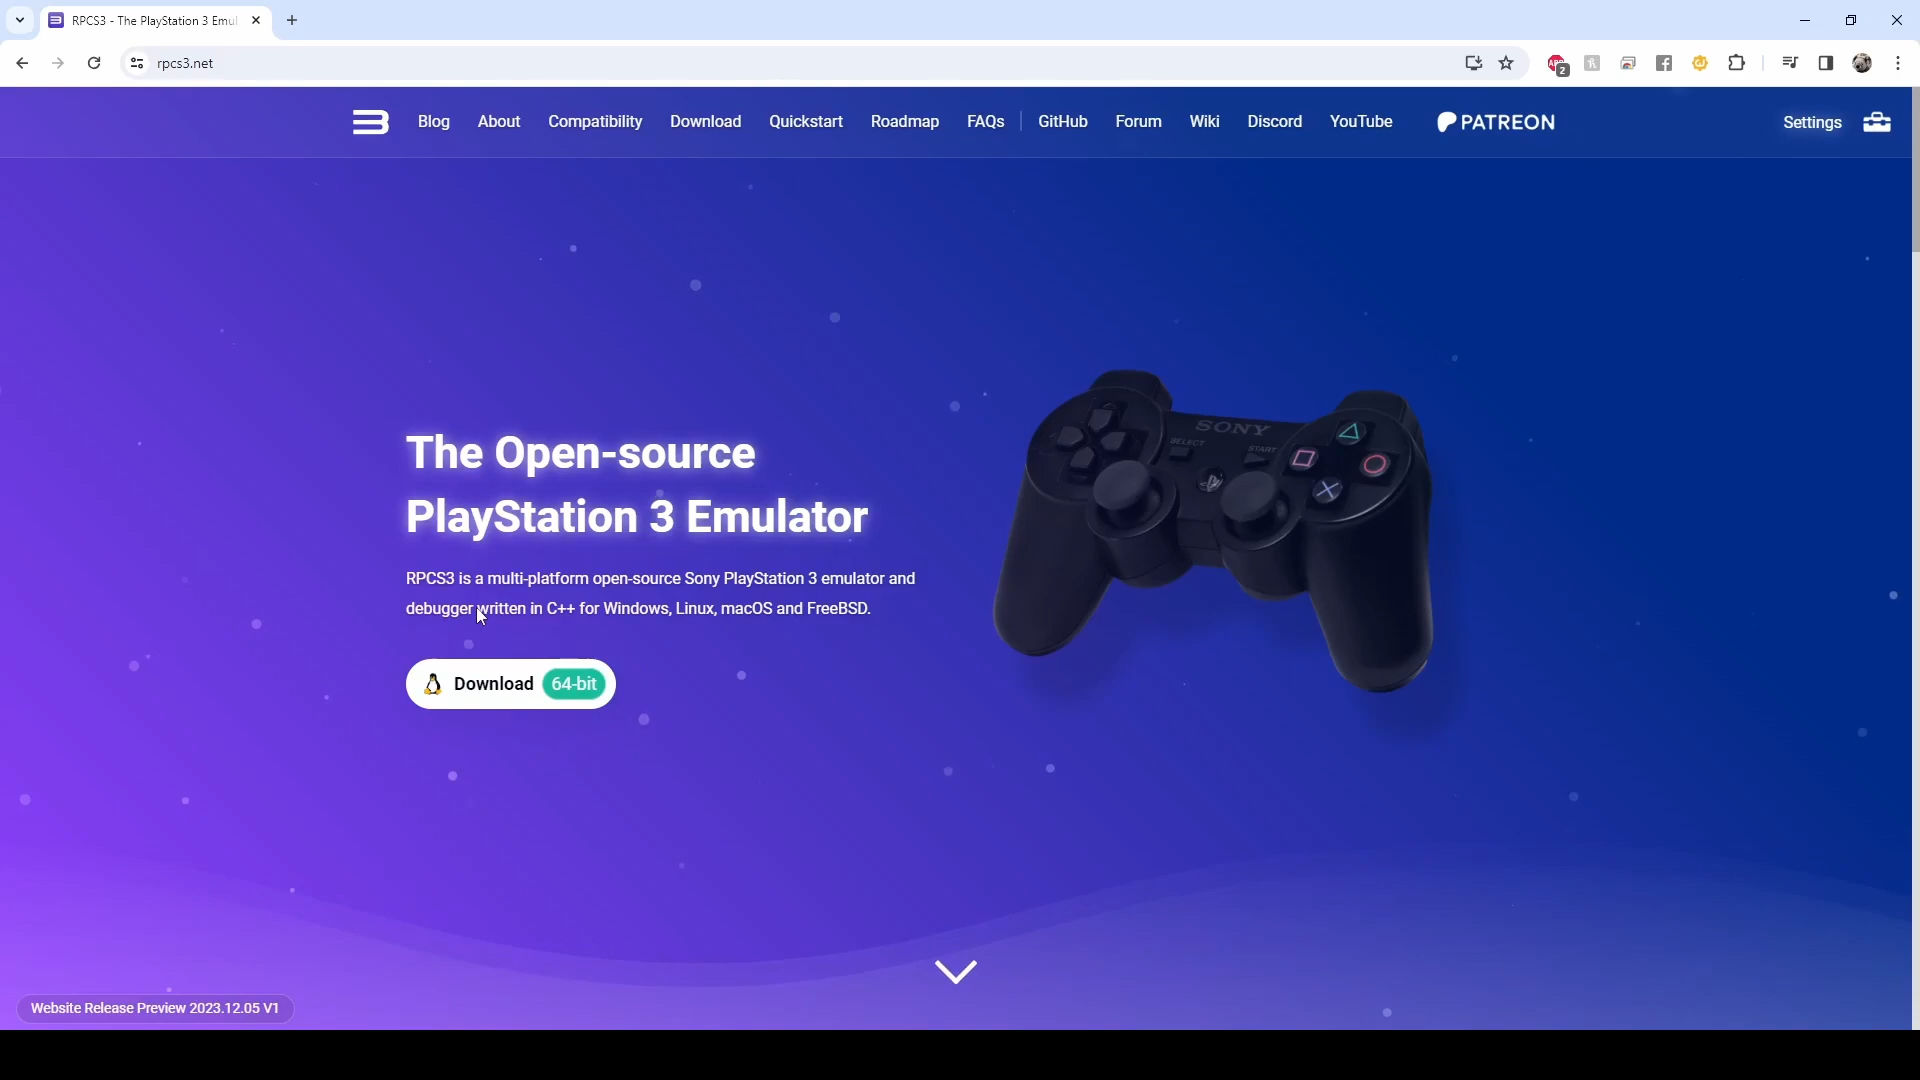 RPCS3 - The PlayStation 3 Emul
rpcs3.net
2
Blog About Compatibility Download Quickstart Roadmap FAQs GitHub Forum Wiki Discord YouTube PATREON Settings
The Open-source
PlayStation 3 Emulator
RPCS3 is a multi-platform open-source Sony PlayStation 3 emulator and
debugger written in C++ for Windows, Linux, macOS and FreeBSD.
Download 64-bit
SONY
SELECT
START
Website Release Preview 2023.12.05 V1